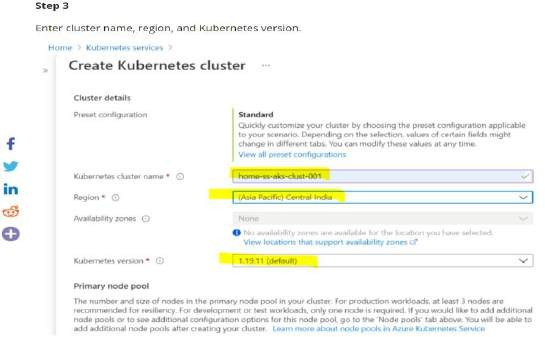 Step 3
Enter cluster name, region, and Kubernetes version.
Home > Kubernetes services >
» Create Kubernetes cluster ...
Cluster details
Preset configuration Standard
Quickly customize your cluster by choosing the preset configuration applicable
to your scenario. Depending on the selection, values of certain fields might
change in different tabs. You can modify these values at any time.
View all preset configurations
Kubernetes cluster name * home-ss-aks-clust-001
Region * (Asia Pacific) Central India
Availability zones None
No availability zones are available for the location you have selected.
View locations that support availability zones
Kubernetes version * 1.19.11 (default)
Primary node pool
The number and size of nodes in the primary node pool in your cluster. For production workloads, at least 3 nodes are
recommended for resiliency. For development or test workloads, only one node is required. If you would like to add additional
node pools or to see additional configuration options for this node pool, go to the 'Node pools' tab above. You will be able to
add additional node pools after creating your cluster. Learn more about node pools in Azure Kubernetes Service